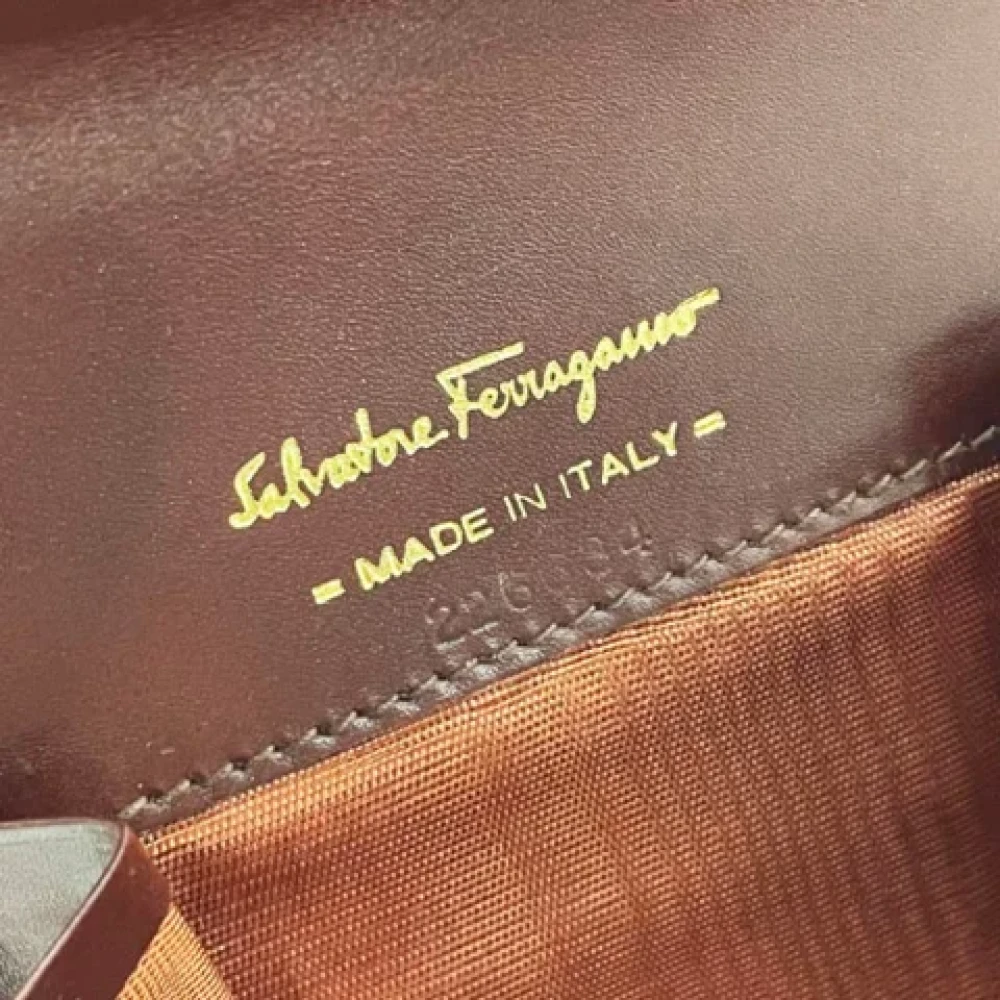 Salvatore Ferragamo
= MADE IN ITALY =